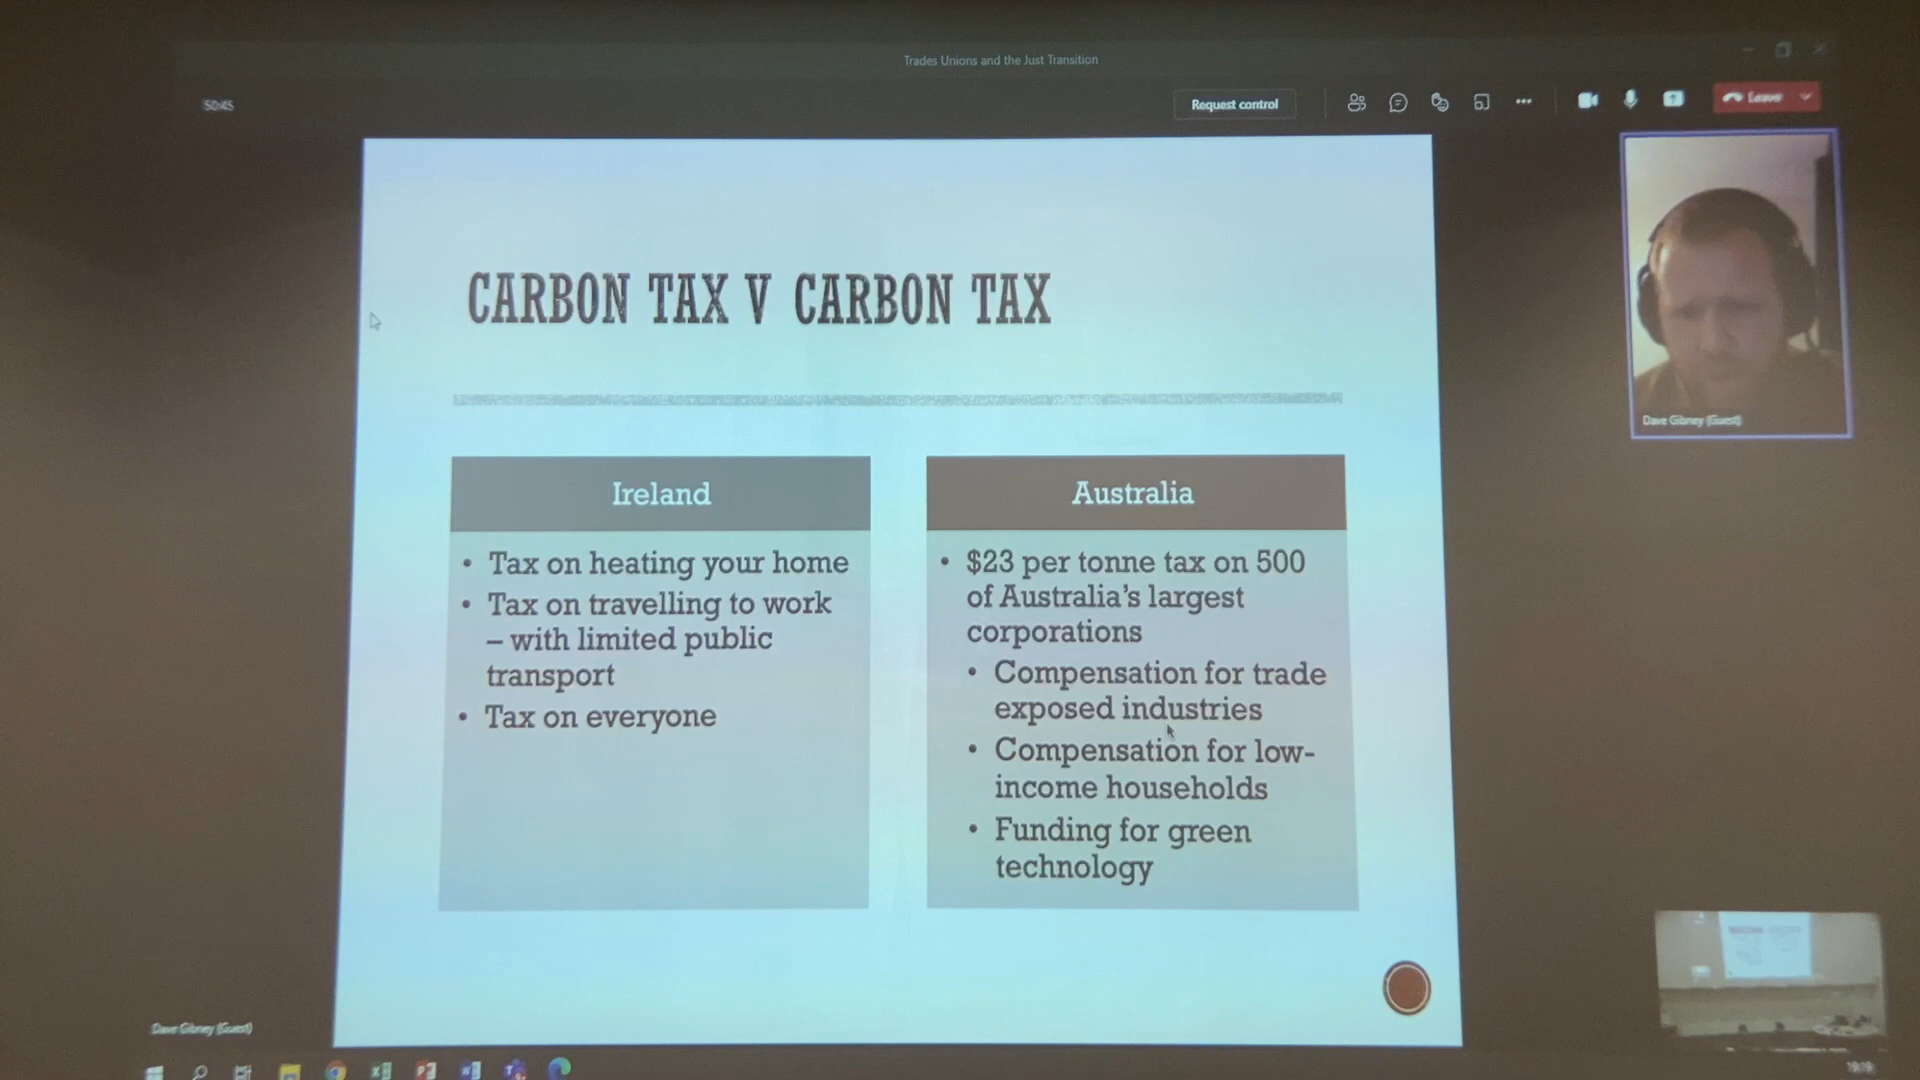 Trades Unions and the Just Transition
50:45
Request control
Leave
CARBON TAX V CARBON TAX
Dave Gibney (Guest)
Ireland
• Tax on heating your home
• Tax on travelling to work
– with limited public
transport
• Tax on everyone
Australia
• $23 per tonne tax on 500
of Australia's largest
corporations
• Compensation for trade
exposed industries
• Compensation for low-
income households
• Funding for green
technology
Dave Gibney (Guest)
19:19